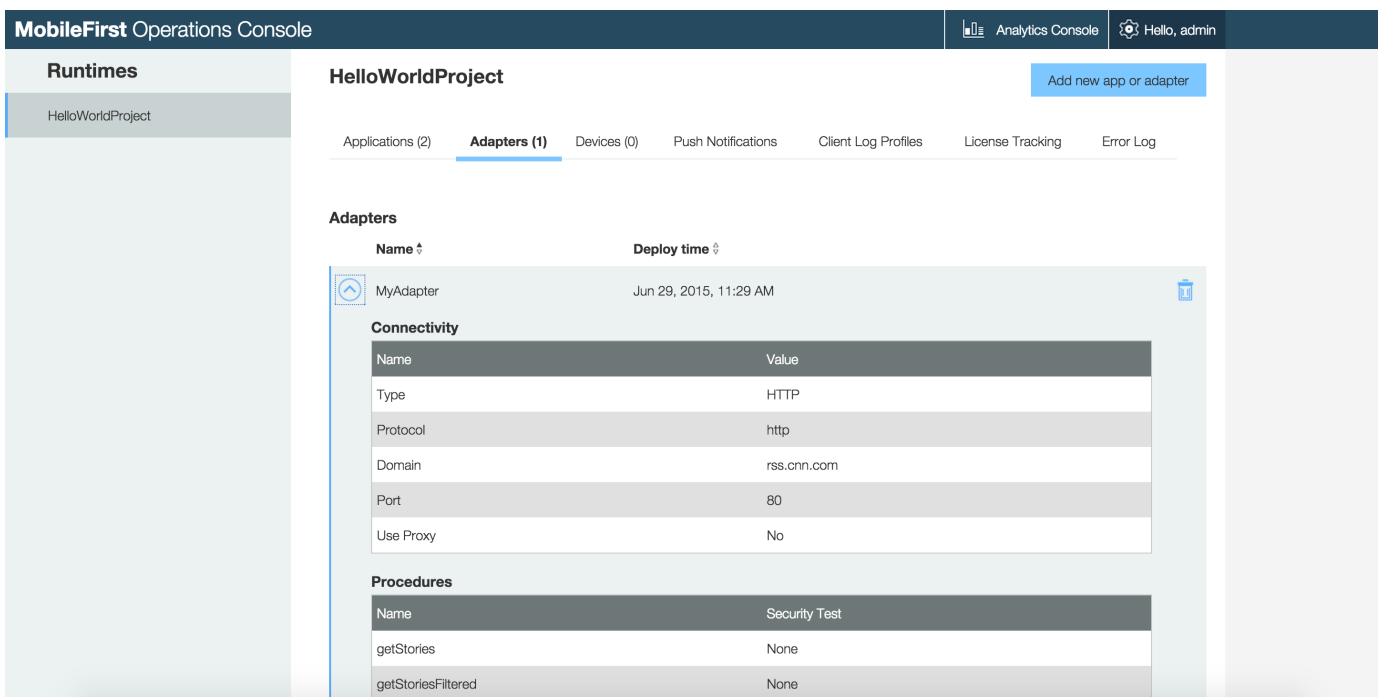 MobileFirst Operations Console
Analytics Console
Hello, admin
Runtimes
HelloWorldProject
HelloWorldProject
Add new app or adapter
Applications (2) Adapters (1) Devices (0) Push Notifications Client Log Profiles License Tracking Error Log
Adapters
Name Deploy time
MyAdapter Jun 29, 2015, 11:29 AM
Connectivity
Name Value
Type HTTP
Protocol http
Domain rss.cnn.com
Port 80
Use Proxy No
Procedures
Name Security Test
getStories None
getStoriesFiltered None